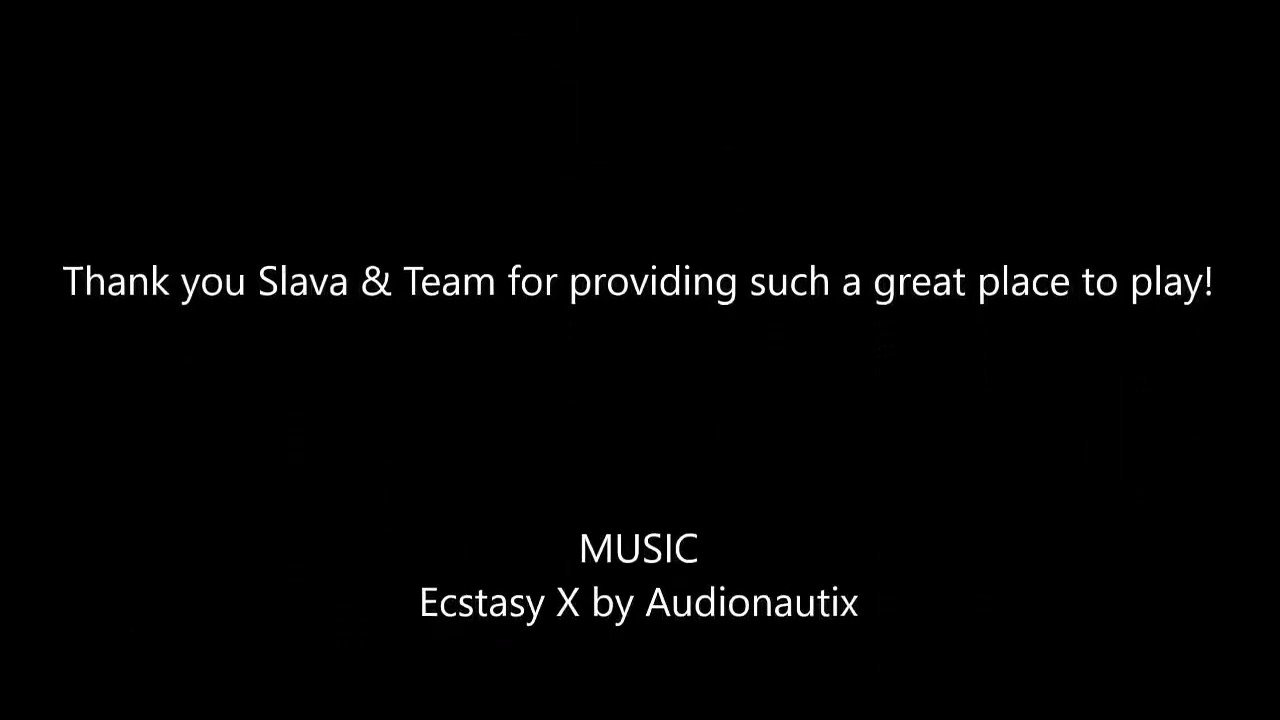 Thank you Slava & Team for providing such a great place to play!
MUSIC
Ecstasy X by Audionautix